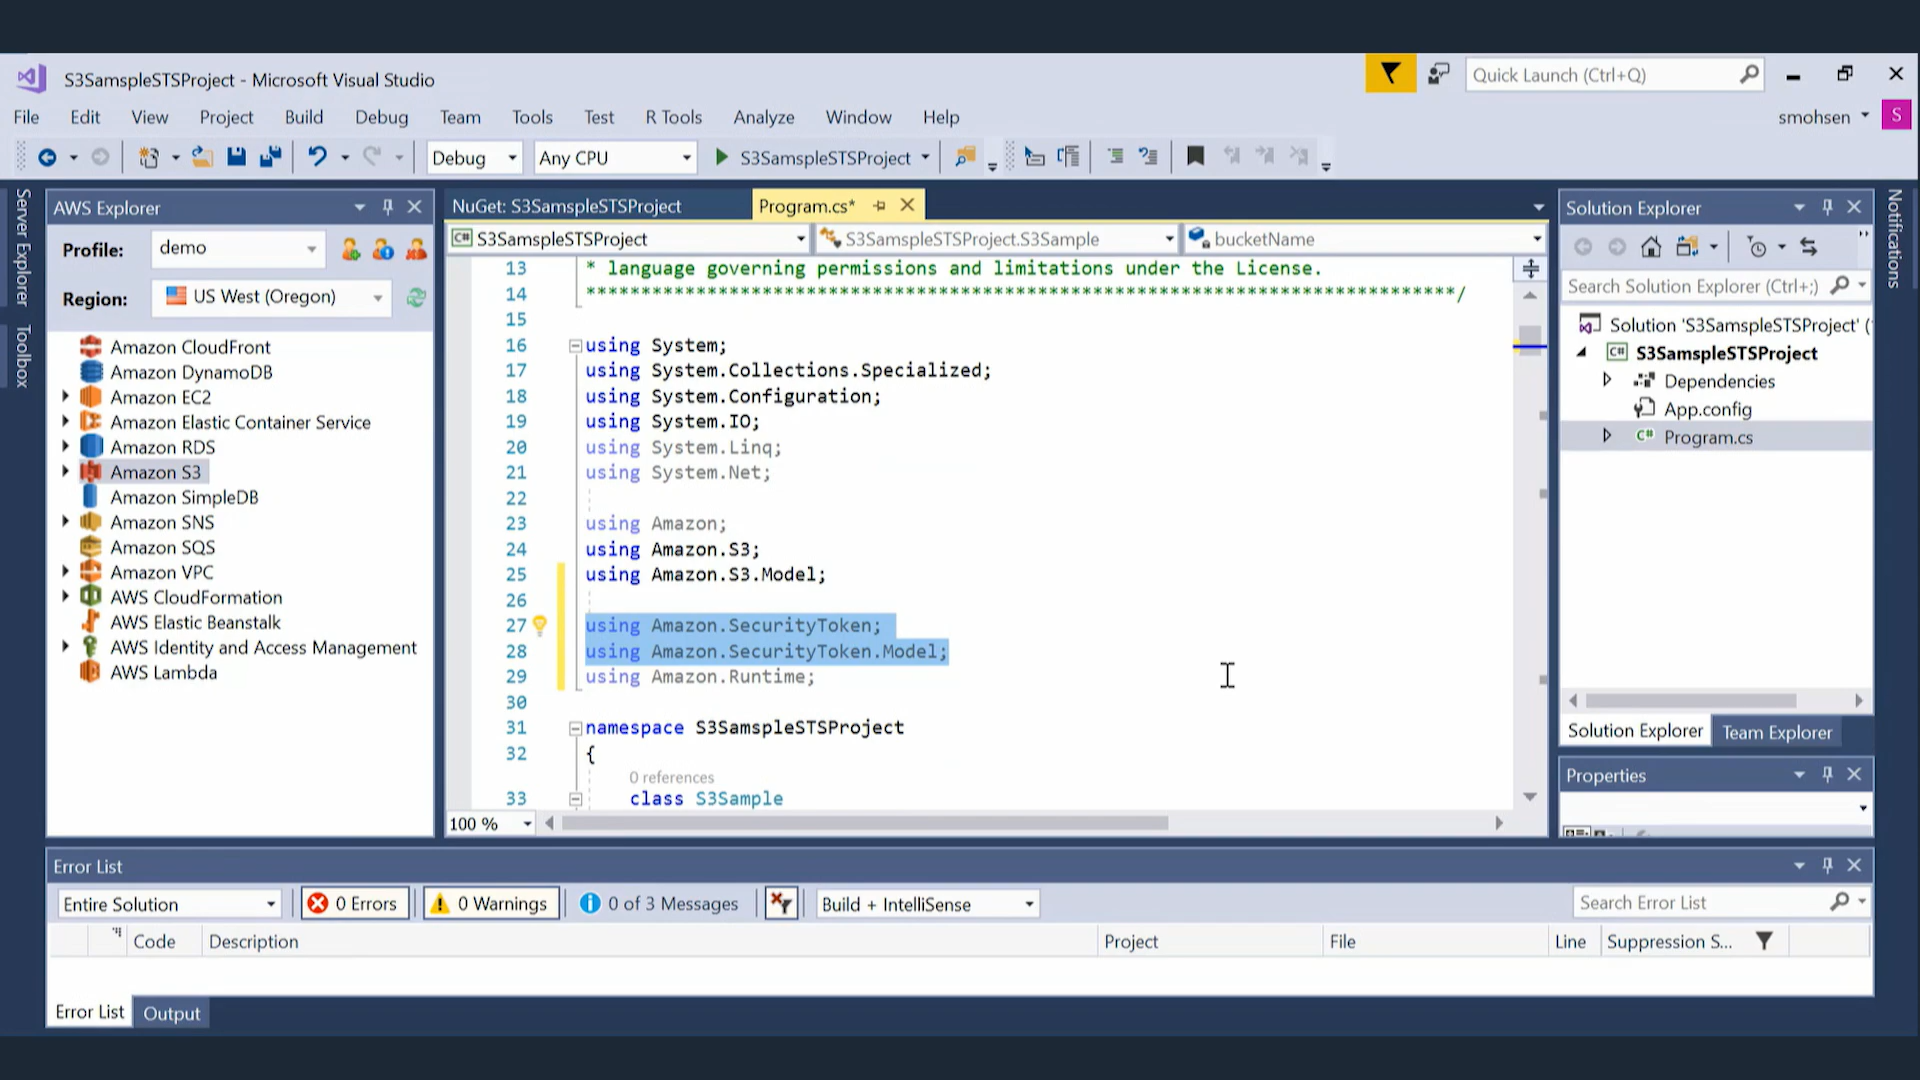 S3SamspleSTSProject - Microsoft Visual Studio
Quick Launch (Ctrl+Q)
File Edit View Project Build Debug Team Tools Test R Tools Analyze Window Help
smohsen S
Debug Any CPU S3SamspleSTSProject
Server Explorer
Toolbox
AWS Explorer
Profile: demo
Region: US West (Oregon)
Amazon CloudFront
Amazon DynamoDB
Amazon EC2
Amazon Elastic Container Service
Amazon RDS
Amazon S3
Amazon SimpleDB
Amazon SNS
Amazon SQS
Amazon VPC
AWS CloudFormation
AWS Elastic Beanstalk
AWS Identity and Access Management
AWS Lambda
NuGet: S3SamspleSTSProject Program.cs*
C# S3SamspleSTSProject S3SamspleSTSProject.S3Sample bucketName
13 * language governing permissions and limitations under the License.
14 *******************************************************************************/
15
16 using System;
17 using System.Collections.Specialized;
18 using System.Configuration;
19 using System.IO;
20 using System.Linq;
21 using System.Net;
22
23 using Amazon;
24 using Amazon.S3;
25 using Amazon.S3.Model;
26
27 using Amazon.SecurityToken;
28 using Amazon.SecurityToken.Model;
29 using Amazon.Runtime;
30
31 namespace S3SamspleSTSProject
32 {
0 references
33 class S3Sample
100 %
Solution Explorer
Search Solution Explorer (Ctrl+;)
Solution 'S3SamspleSTSProject' (
C# S3SamspleSTSProject
Dependencies
App.config
C# Program.cs
Solution Explorer Team Explorer
Properties
Notifications
Error List
Entire Solution 0 Errors 0 Warnings 0 of 3 Messages Build + IntelliSense Search Error List
Code Description Project File Line Suppression S...
Error List Output